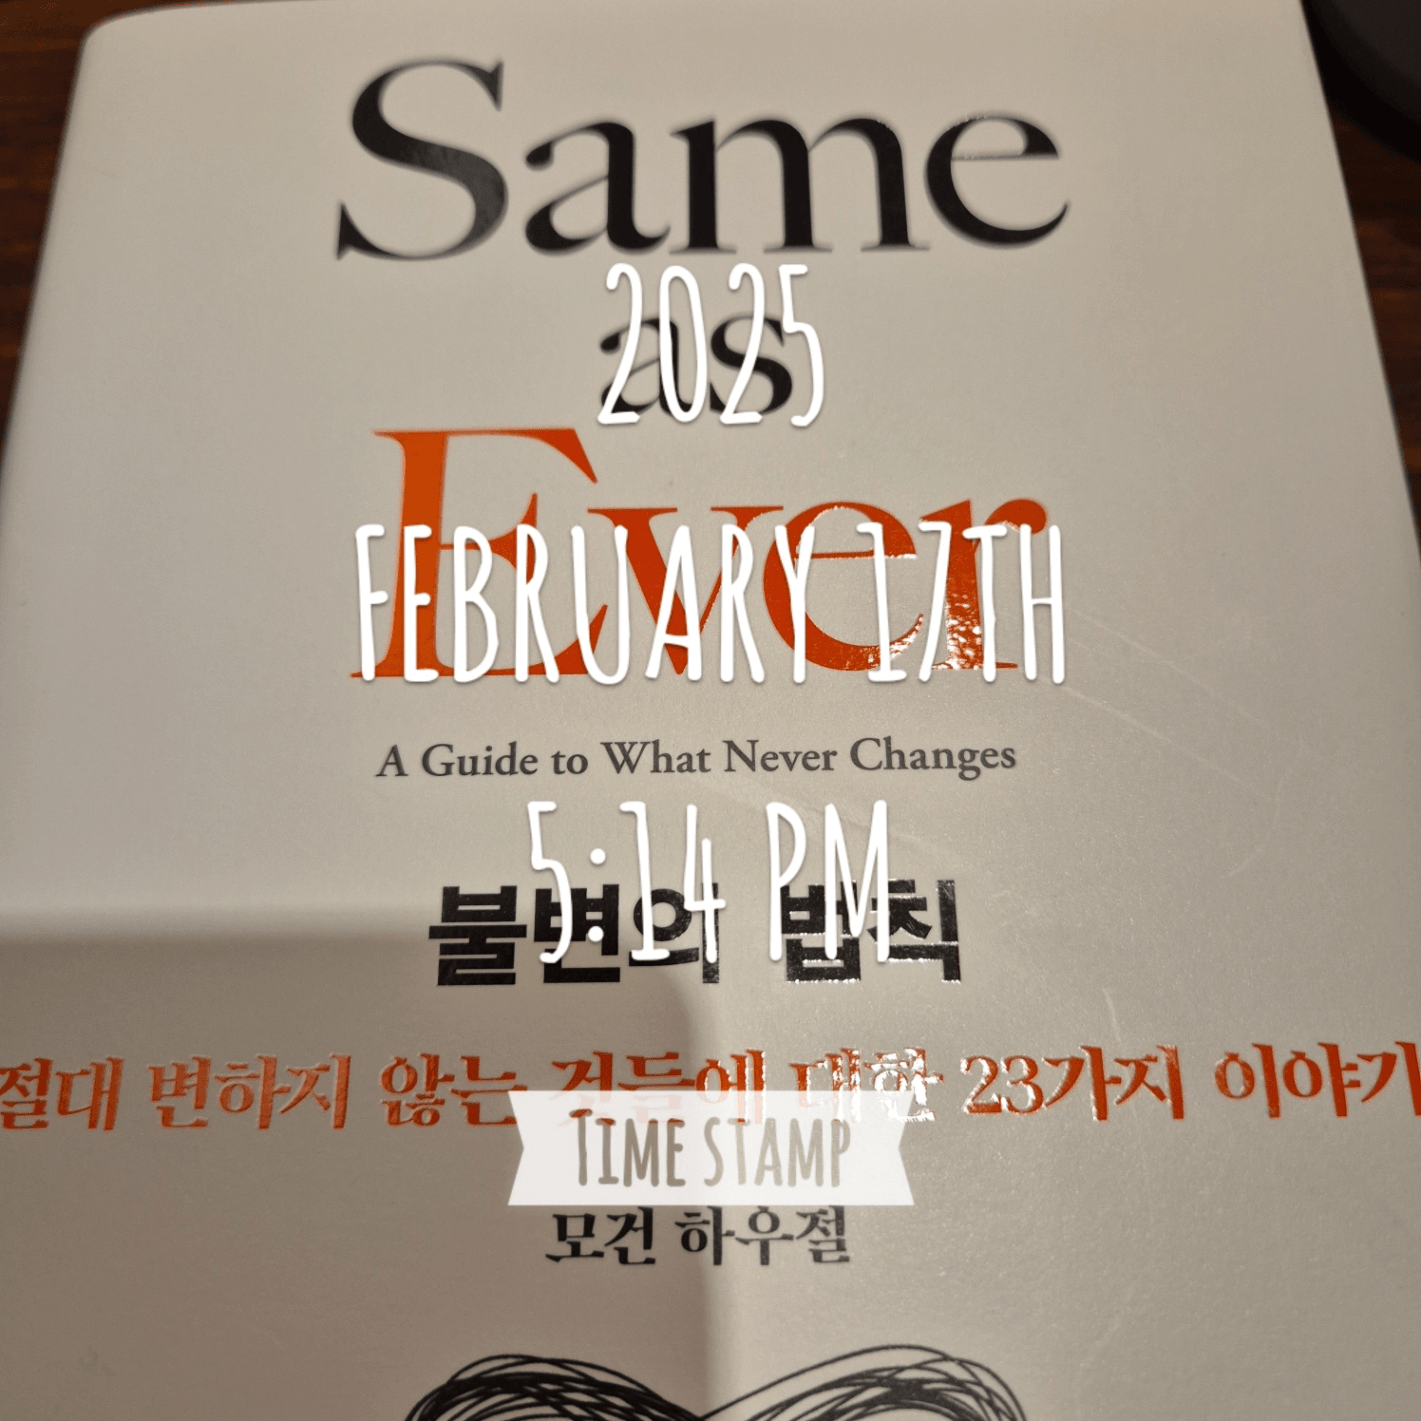 Same
2025
as
Ever
FEBRUARY 17TH
A Guide to What Never Changes
5:14 PM
불변의 법칙
절대 변하지 않는 것들에 대한 23가지 이야기
TIME STAMP
모건 하우절